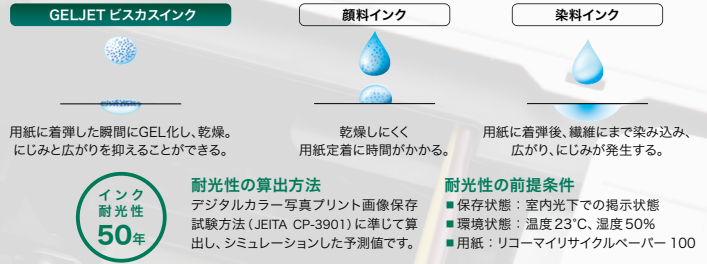 GELJET ビスカスインク
顔料インク
染料インク
用紙に着弾した瞬間にGEL化し、乾燥。
にじみと広がりを抑えることができる。
乾燥しにくく
用紙定着に時間がかかる。
用紙に着弾後、繊維にまで染み込み、
広がり、にじみが発生する。
インク
耐光性
50年
耐光性の算出方法
デジタルカラー写真プリント画像保存
試験方法（JEITA CP-3901）に準じて算
出し、シミュレーションした予測値です。
耐光性の前提条件
■保存状態：室内光下での掲示状態
■環境状態：温度23℃、湿度50%
■用紙：リコーマイリサイクルペーパー 100